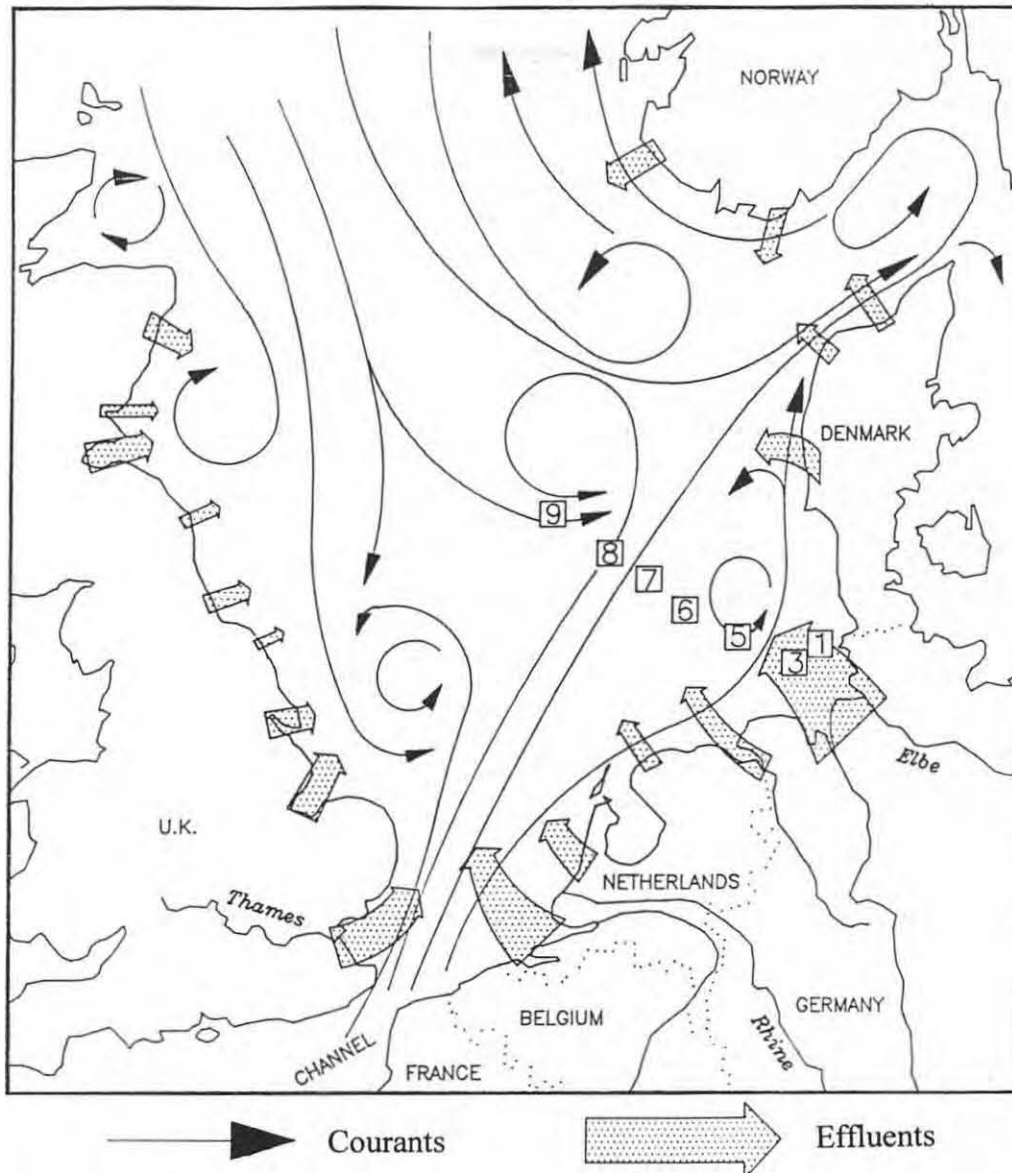 NORWAY
DENMARK
9
8
7
6
5
1
3
Elbe
U.K.
Thames
NETHERLANDS
BELGIUM
GERMANY
Rhine
CHANNEL
FRANCE
Courants
Effluents